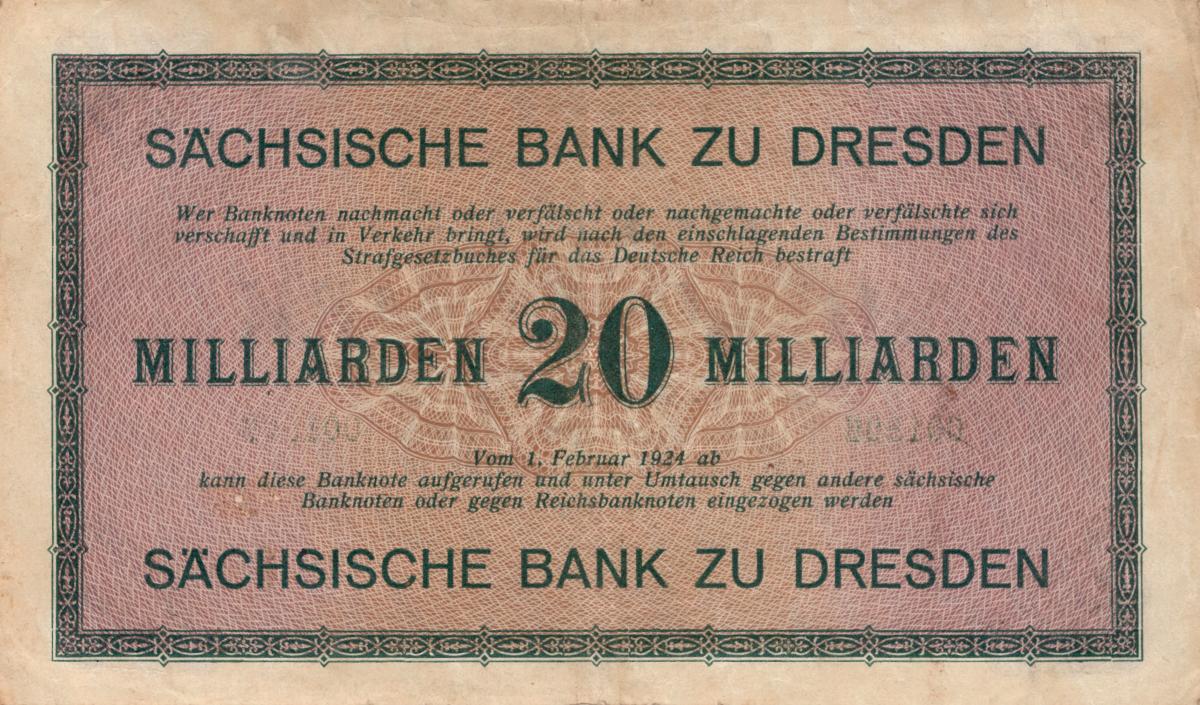 SÄCHSISCHE BANK ZU DRESDEN
Wer Banknoten nachmacht oder verfälscht oder nachgemachte oder verfälschte sich
verschafft und in Verkehr bringt, wird nach den einschlagenden Bestimmungen des
Strafgesetzbuches für das Deutsche Reich bestraft
MILLIARDEN 20 MILLIARDEN
Vom 1. Februar 1924 ab
kann diese Banknote aufgerufen und unter Umtausch gegen andere sächsische
Banknoten oder gegen Reichsbanknoten eingezogen werden
SÄCHSISCHE BANK ZU DRESDEN